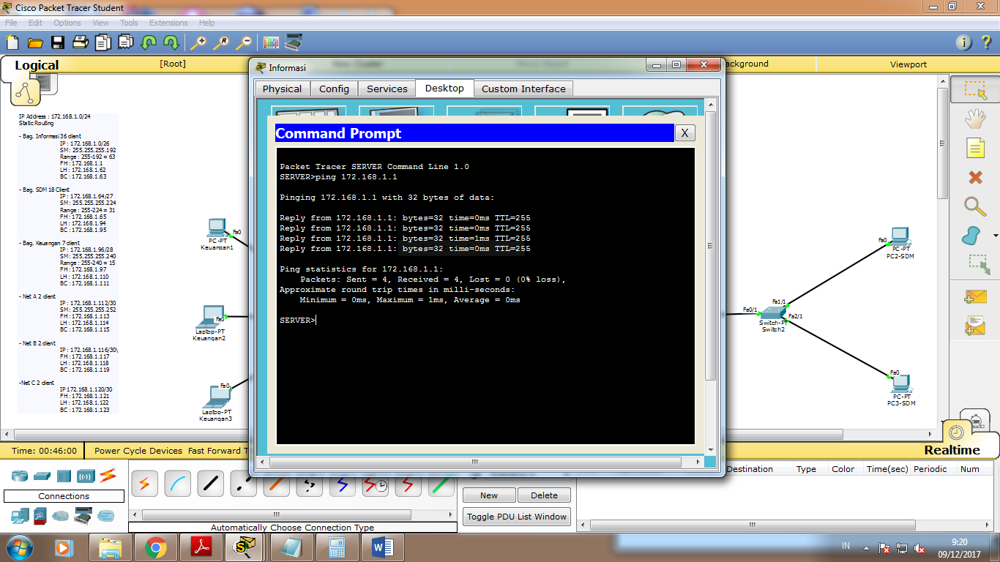 Cisco Packet Tracer Student
File Edit Options View Tools Extensions Help
Logical
[Root]
ackground
Viewport
IP Address : 172.168.1.0/24
Static Routing
- Bag. Informasi 36 client
IP : 172.168.1.0/26
SM: 255.255.255.192
Range : 255-192 = 63
FH : 172.168.1.1
LH : 172.168.1.62
BC : 172.168.1.63
- Bag. SDM 18 Client
IP : 172.168.1.64/27
SM : 255.255.255.224
Range : 255-224 = 31
FH : 172.168.1.65
LH : 172.168.1.94
BC : 172.168.1.95
- Bag. Keuangan 7 client
IP : 172.168.1.96/28
SM: 255.255.255.240
Range : 255-240 = 15
FH : 172.168.1.97
LH : 172.168.1.110
BC : 172.168.1.111
- Net A 2 client
IP : 172.168.1.112/30
SM : 255.255.255.252
FH : 172.168.1.113
LH : 172.168.1.114
BC : 172.168.1.115
- Net B 2 client
IP : 172.168.1.116/30\
FH : 172.168.1.117
LH : 172.168.1.118
BC : 172.168.1.119
-Net C 2 client
IP 172.168.1.120/30
FH : 172.168.1.121
LH : 172.168.1.122
BC : 172.168.1.123
Fa0
PC-PT
Keuangan1
Fa0
Laptop-PT
Keuangan2
Fa0
Laptop-PT
Keuangan3
Informasi
Physical Config Services Desktop Custom Interface
Command Prompt X
Packet Tracer SERVER Command Line 1.0
SERVER>ping 172.168.1.1
Pinging 172.168.1.1 with 32 bytes of data:
Reply from 172.168.1.1: bytes=32 time=0ms TTL=255
Reply from 172.168.1.1: bytes=32 time=0ms TTL=255
Reply from 172.168.1.1: bytes=32 time=1ms TTL=255
Reply from 172.168.1.1: bytes=32 time=0ms TTL=255
Ping statistics for 172.168.1.1:
Packets: Sent = 4, Received = 4, Lost = 0 (0% loss),
Approximate round trip times in milli-seconds:
Minimum = 0ms, Maximum = 1ms, Average = 0ms
SERVER>
Fa0
PC-PT
PC2-SDM
Fa1/1
Fa0/1
Fa2/1
Switch-PT
Switch2
Fa0
PC-PT
PC3-SDM
Time: 00:46:00
Power Cycle Devices Fast Forward T
Realtime
Connections
Automatically Choose Connection Type
New
Delete
Toggle PDU List Window
Destination Type Color Time(sec) Periodic Num
IN
9:20
09/12/2017